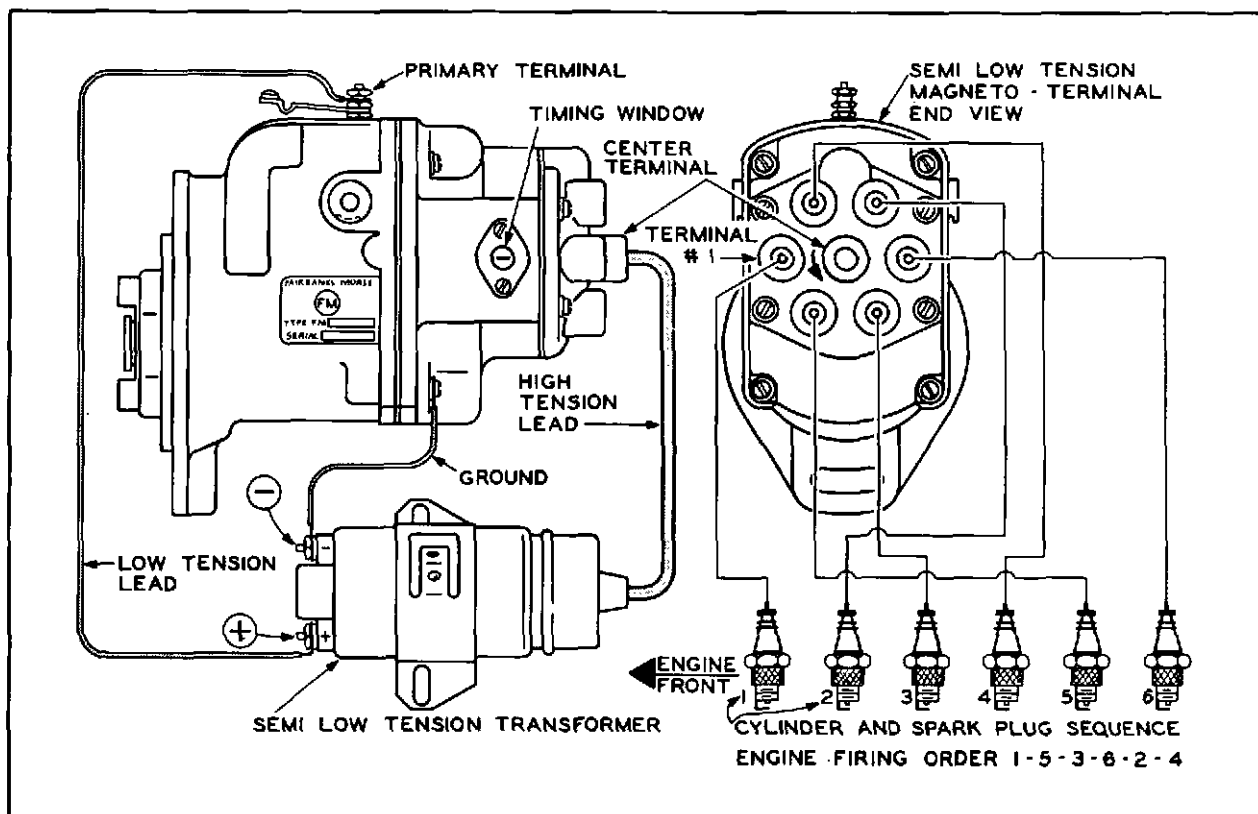 PRIMARY TERMINAL
TIMING WINDOW
CENTER
TERMINAL
SEMI LOW TENSION
MAGNETO - TERMINAL
END VIEW
TERMINAL
# 1
FAIRBANKS MORSE
FM
TYPE FM
SERIAL
HIGH
TENSION
LEAD
GROUND
−
-
LOW TENSION
LEAD
+
+
SEMI LOW TENSION TRANSFORMER
ENGINE
FRONT
1 2 3 4 5 6
CYLINDER AND SPARK PLUG SEQUENCE
ENGINE FIRING ORDER 1-5-3-6-2-4